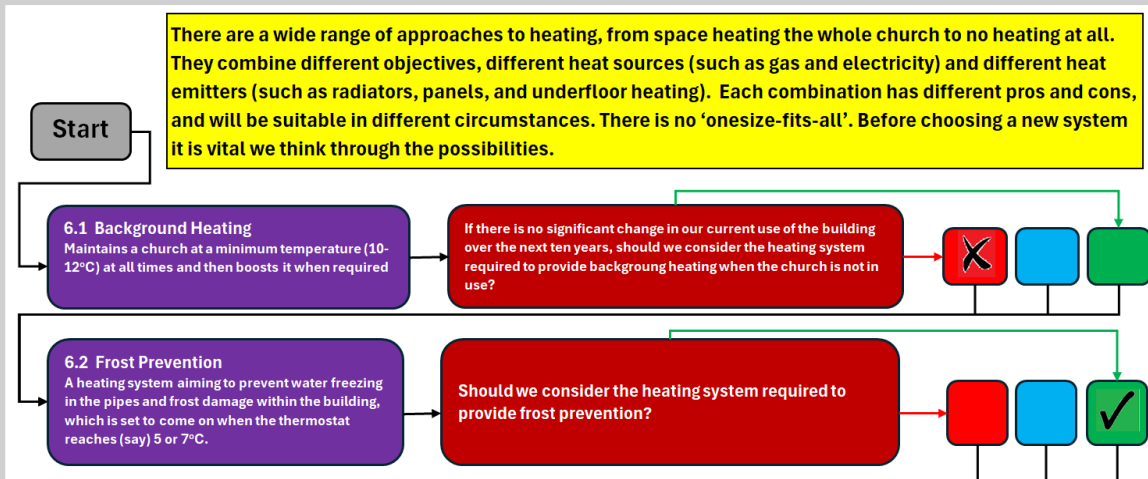 There are a wide range of approaches to heating, from space heating the whole church to no heating at all.
They combine different objectives, different heat sources (such as gas and electricity) and different heat
emitters (such as radiators, panels, and underfloor heating).  Each combination has different pros and cons,
and will be suitable in different circumstances. There is no ‘onesize-fits-all’. Before choosing a new system
it is vital we think through the possibilities.
Start
6.1 Background Heating
Maintains a church at a minimum temperature (10-
12ºC) at all times and then boosts it when required
If there is no significant change in our current use of the building
over the next ten years, should we consider the heating system
required to provide backgroung heating when the church is not in
use?
6.2 Frost Prevention
A heating system aiming to prevent water freezing
in the pipes and frost damage within the building,
which is set to come on when the thermostat
reaches (say) 5 or 7ºC.
Should we consider the heating system required to
provide frost prevention?